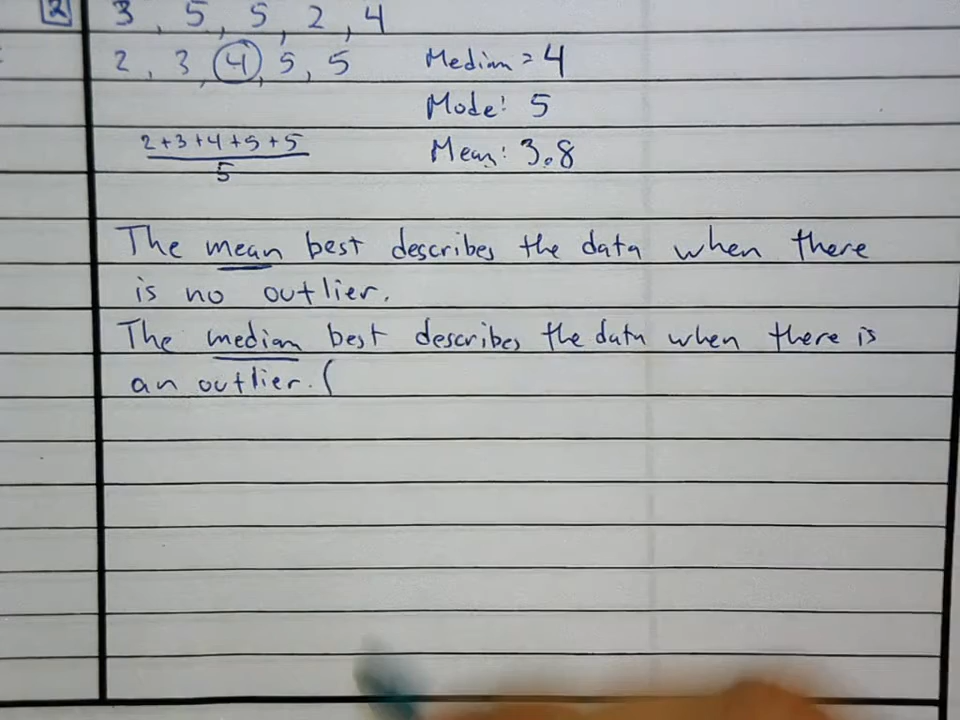 2 3, 5, 5, 2, 4
2, 3, 4, 5, 5 Median = 4
Mode: 5
2+3+4+5+5 Mean: 3.8
5
The mean best describes the data when there
is no outlier.
The median best describes the data when there is
an outlier. (